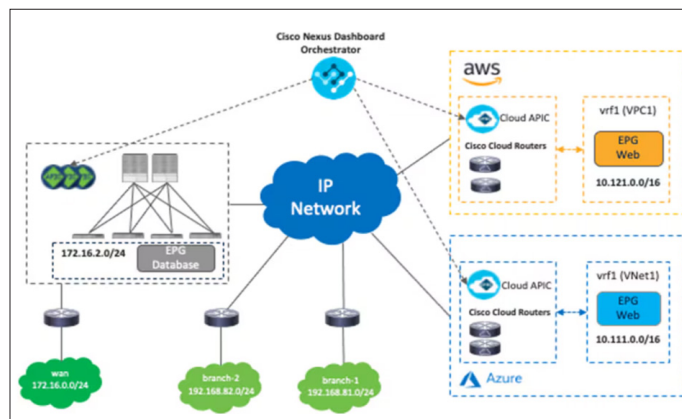 Cisco Nexus Dashboard
Orchestrator
aws
Cloud APIC
Cisco Cloud Routers
vrf1 (VPC1)
EPG
Web
10.121.0.0/16
IP
Network
172.16.2.0/24
EPG
Database
Cloud APIC
Cisco Cloud Routers
vrf1 (VNet1)
EPG
Web
10.111.0.0/16
Azure
wan
172.16.0.0/24
branch-2
192.168.82.0/24
branch-1
192.168.81.0/24